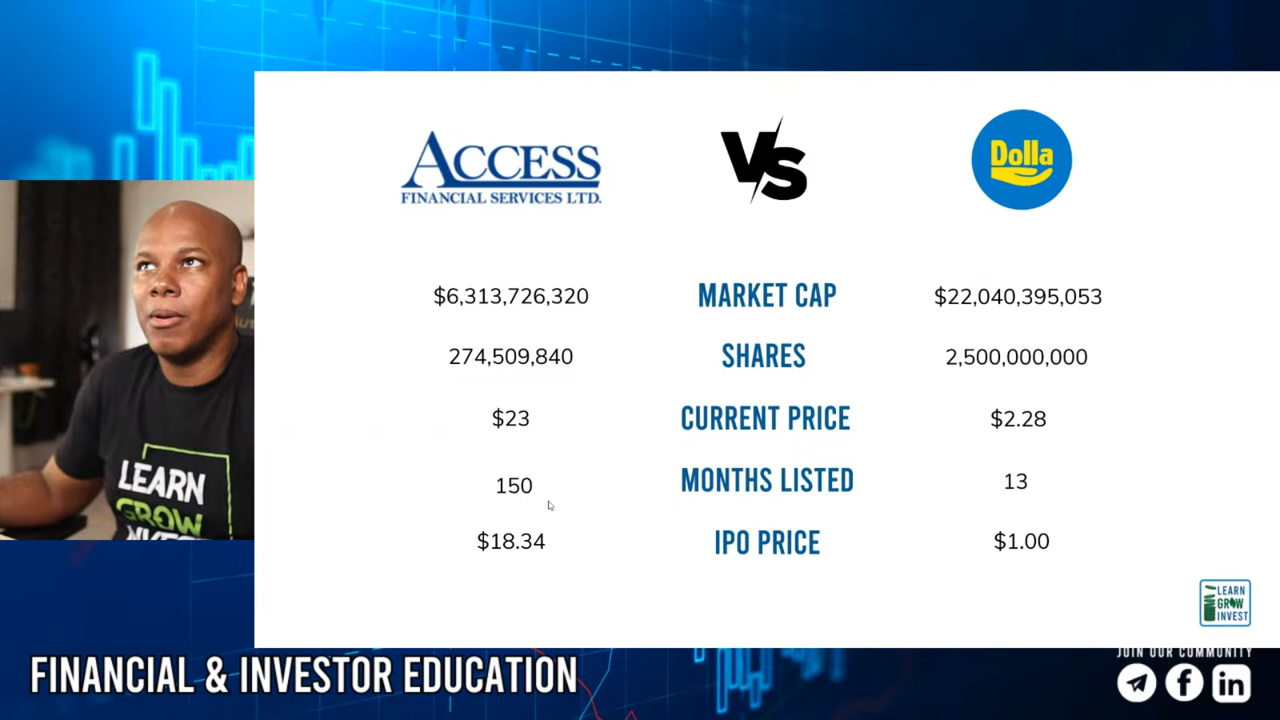 ACCESS
FINANCIAL SERVICES LTD.
VS
Dolla
$6,313,726,320 MARKET CAP $22,040,395,053
274,509,840 SHARES 2,500,000,000
$23 CURRENT PRICE $2.28
150 MONTHS LISTED 13
$18.34 IPO PRICE $1.00
LEARN
GROW
INVEST
LEARN
GROW
INVEST
FINANCIAL & INVESTOR EDUCATION
JOIN OUR COMMUNITY
f
in